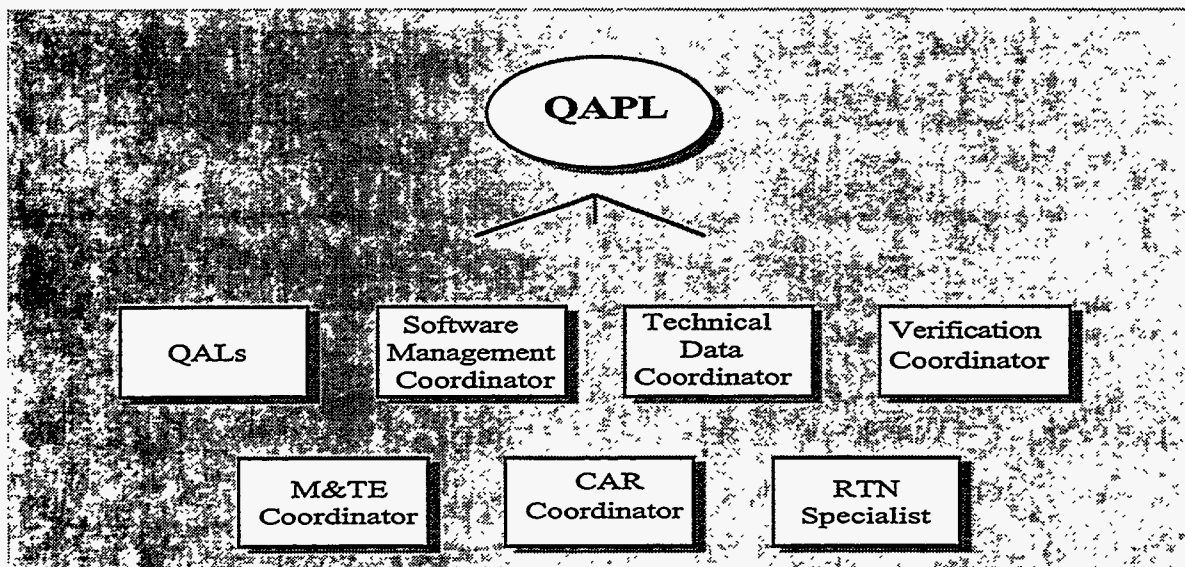 QAPL
QALs
Software
Management
Coordinator
Technical
Data
Coordinator
Verification
Coordinator
M&TE
Coordinator
CAR
Coordinator
RTN
Specialist